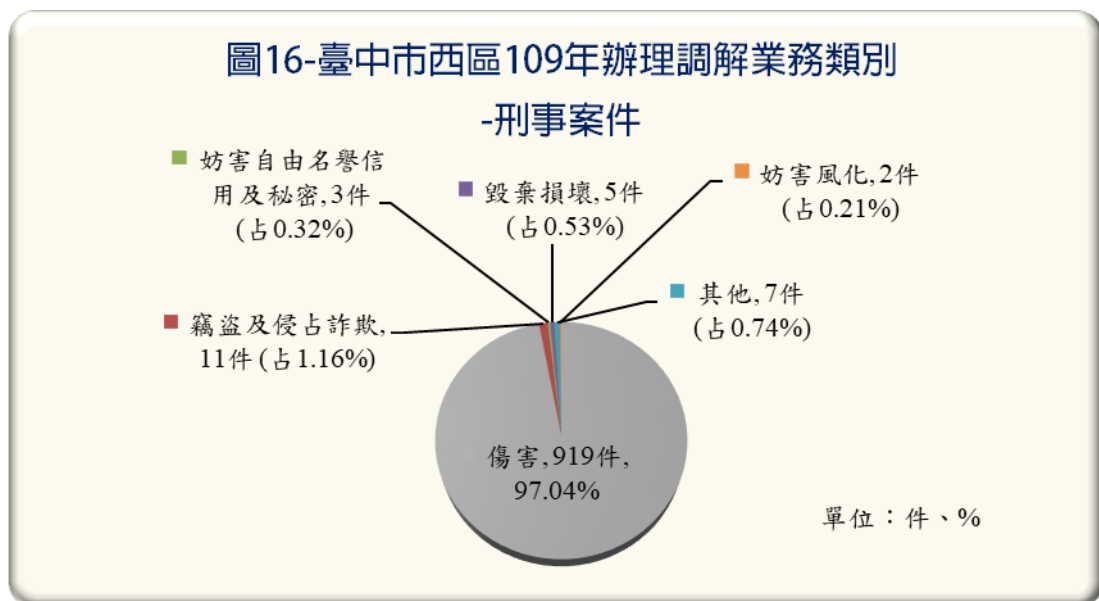 圖16-臺中市西區109年辦理調解業務類別
-刑事案件
妨害自由名譽信
用及秘密,3件
(占0.32%)
毀棄損壞,5件
(占0.53%)
妨害風化,2件
(占0.21%)
竊盜及侵占詐欺,
11件 (占1.16%)
其他,7件
(占0.74%)
傷害,919件,
97.04%
單位：件、%